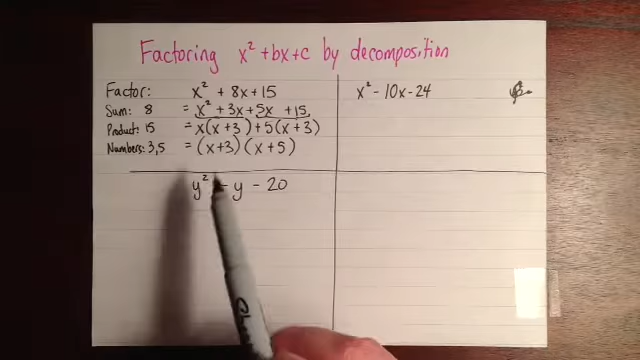 Factoring x² + bx + c by decomposition
Factor: x² + 8x + 15
Sum: 8 = x² + 3x + 5x + 15
Product: 15 = x(x + 3) + 5(x + 3)
Numbers: 3,5 = (x+3)(x+5)
x² - 10x - 24
y² - y - 20